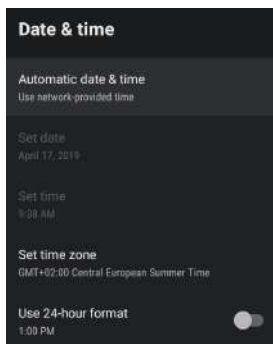 Date & time
Automatic date & time
Use network-provided time
Set date
April 17, 2019
Set time
9:38 AM
Set time zone
GMT+02:00 Central European Summer Time
Use 24-hour format
1:00 PM